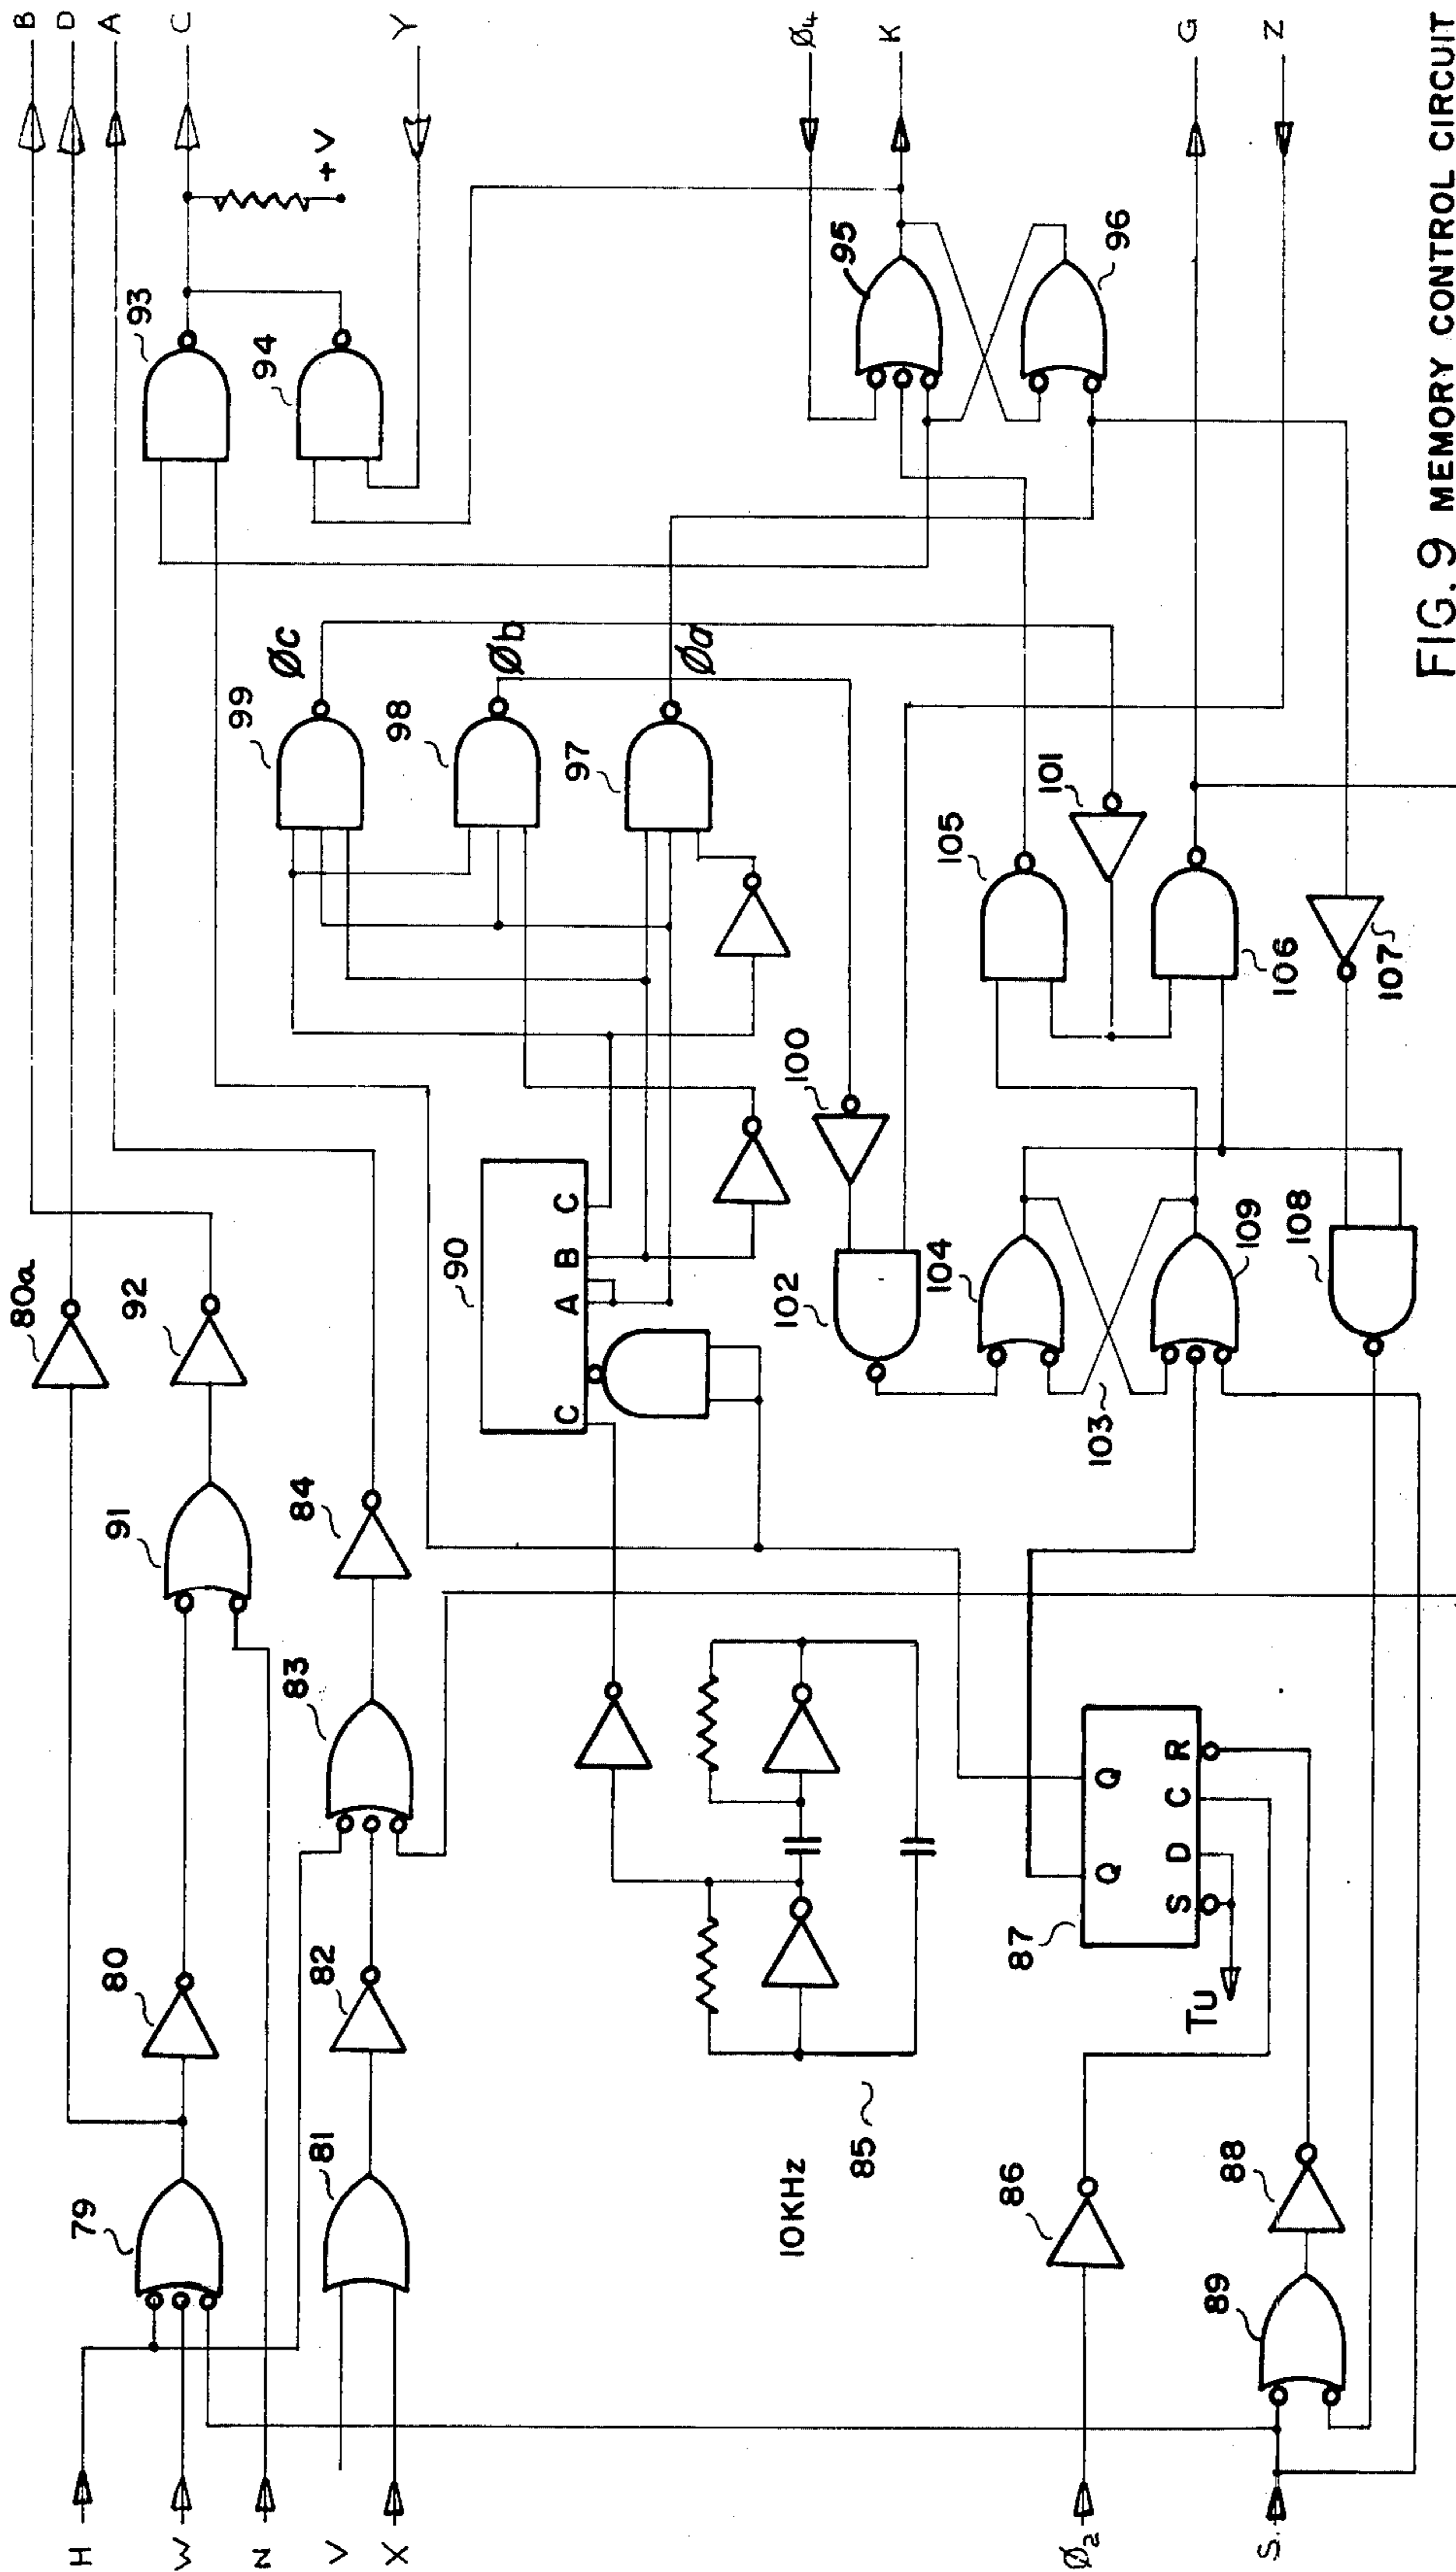 B
D
A
C
Y
Ø4
K
G
Z
+V
93
94
95
96
Øc
Øb
Øa
99
98
97
101
105
106
107
80a
92
90
C
A B C
100
102
104
109
108
103
91
84
83
80
82
85
10KHz
87
Q Q
S D C R
Tu
79
81
86
88
89
H
W
N
V
X
Ø2
S
FIG. 9 MEMORY CONTROL CIRCUIT